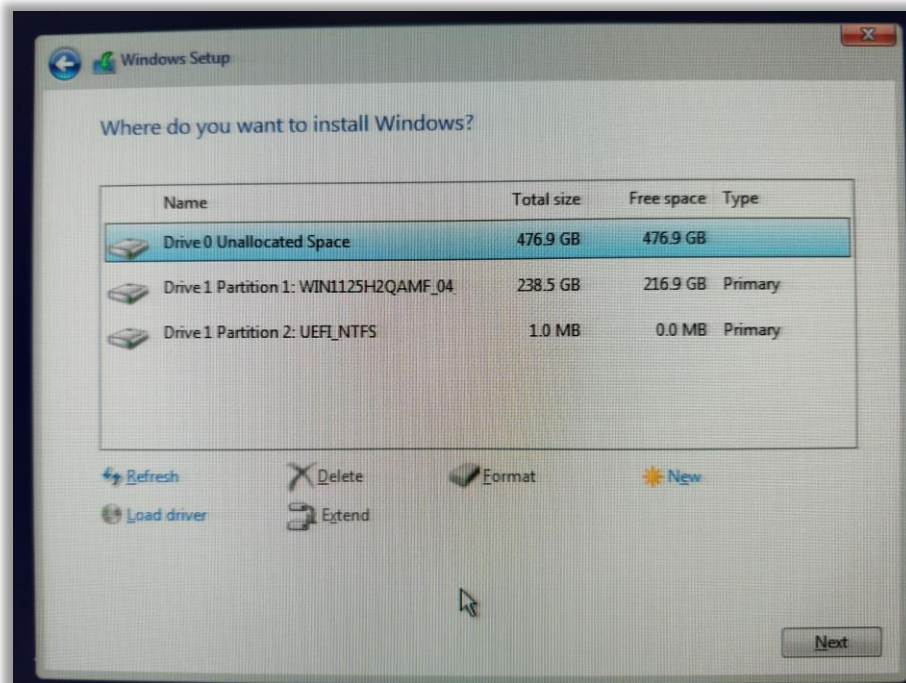 Windows Setup
Where do you want to install Windows?
Name Total size Free space Type
Drive 0 Unallocated Space 476.9 GB 476.9 GB
Drive 1 Partition 1: WIN1125H2QAMF_04 238.5 GB 216.9 GB Primary
Drive 1 Partition 2: UEFI_NTFS 1.0 MB 0.0 MB Primary
Refresh Delete Format New
Load driver Extend
Next